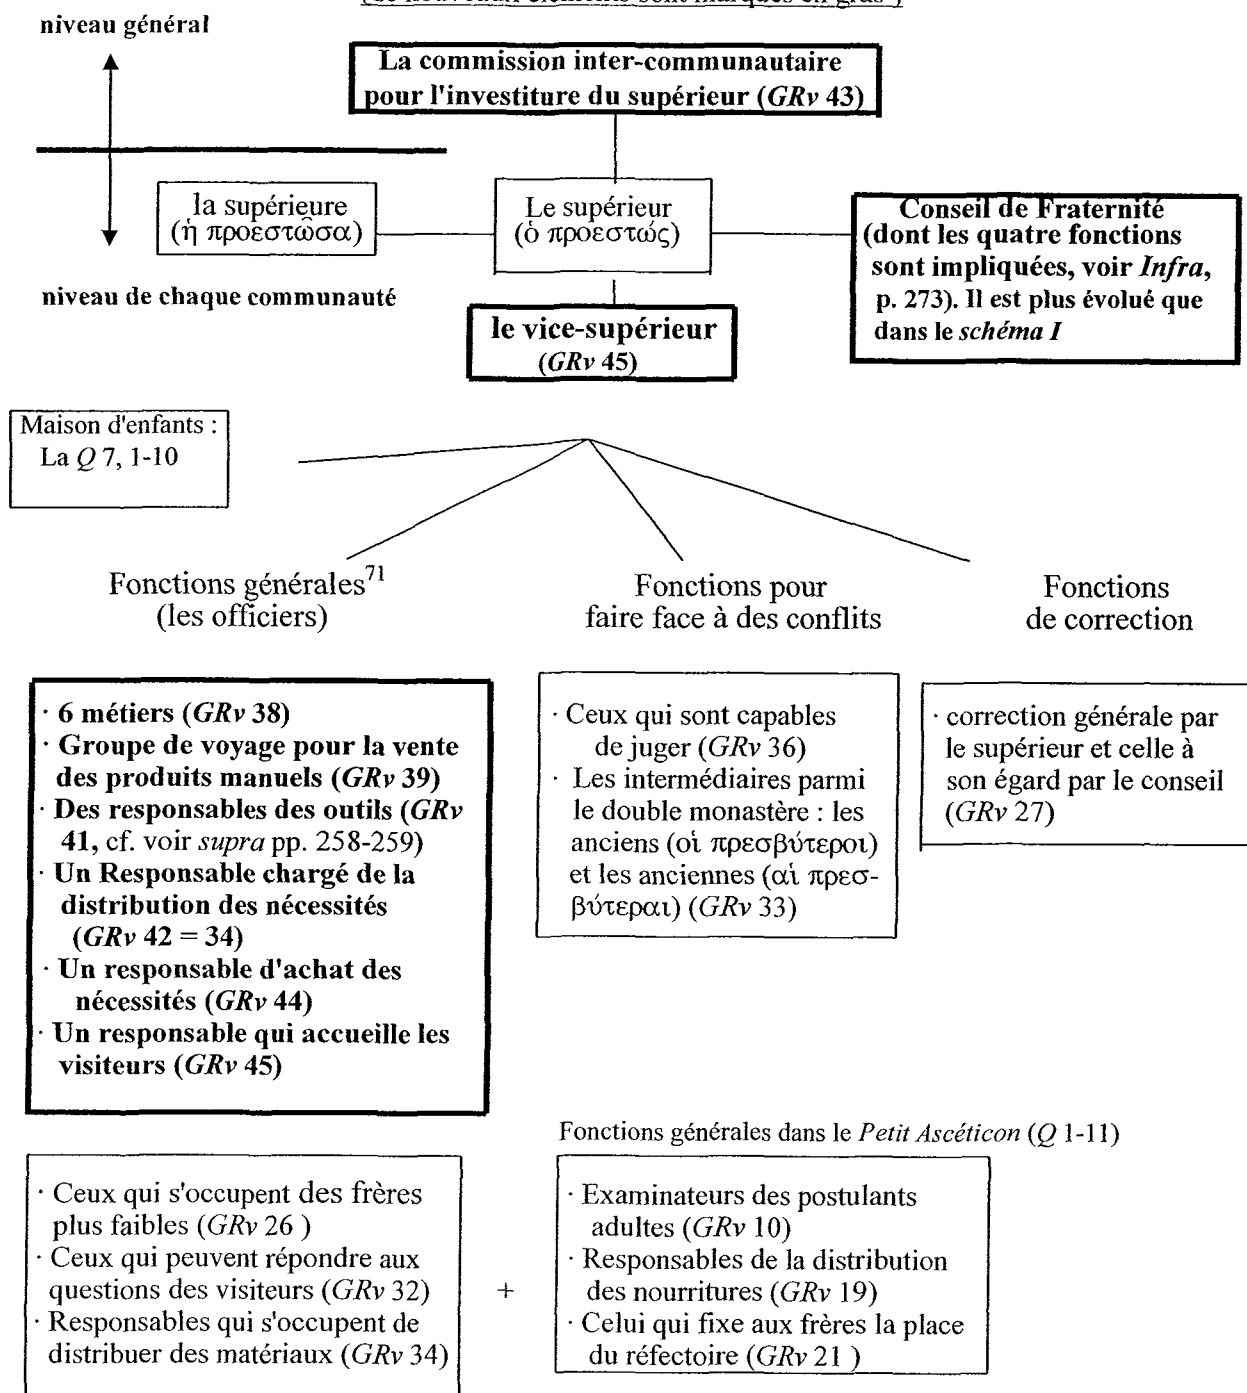 niveau général
La commission inter-communautaire
pour l'investiture du supérieur (GRv 43)
la supérieure
(ἡ προεστῶσα)
Le supérieur
(ὁ προεστώς)
Conseil de Fraternité
(dont les quatre fonctions
sont impliquées, voir Infra,
p. 273). Il est plus évolué que
dans le schéma I
niveau de chaque communauté
le vice-supérieur
(GRv 45)
Maison d'enfants :
La Q 7, 1-10
Fonctions générales⁷¹
(les officiers)
Fonctions pour
faire face à des conflits
Fonctions
de correction
· 6 métiers (GRv 38)
· Groupe de voyage pour la vente
des produits manuels (GRv 39)
· Des responsables des outils (GRv
41, cf. voir supra pp. 258-259)
· Un Responsable chargé de la
distribution des nécessités
(GRv 42 = 34)
· Un responsable d'achat des
nécessités (GRv 44)
· Un responsable qui accueille les
visiteurs (GRv 45)
· Ceux qui sont capables
de juger (GRv 36)
· Les intermédiaires parmi
le double monastère : les
anciens (οἱ πρεσβύτεροι)
et les anciennes (αἱ πρεσ-
βύτεραι) (GRv 33)
· correction générale par
le supérieur et celle à
son égard par le conseil
(GRv 27)
Fonctions générales dans le Petit Ascéticon (Q 1-11)
· Ceux qui s'occupent des frères
plus faibles (GRv 26 )
· Ceux qui peuvent répondre aux
questions des visiteurs (GRv 32)
· Responsables qui s'occupent de
distribuer des matériaux (GRv 34)
+
· Examinateurs des postulants
adultes (GRv 10)
· Responsables de la distribution
des nourritures (GRv 19)
· Celui qui fixe aux frères la place
du réfectoire (GRv 21 )